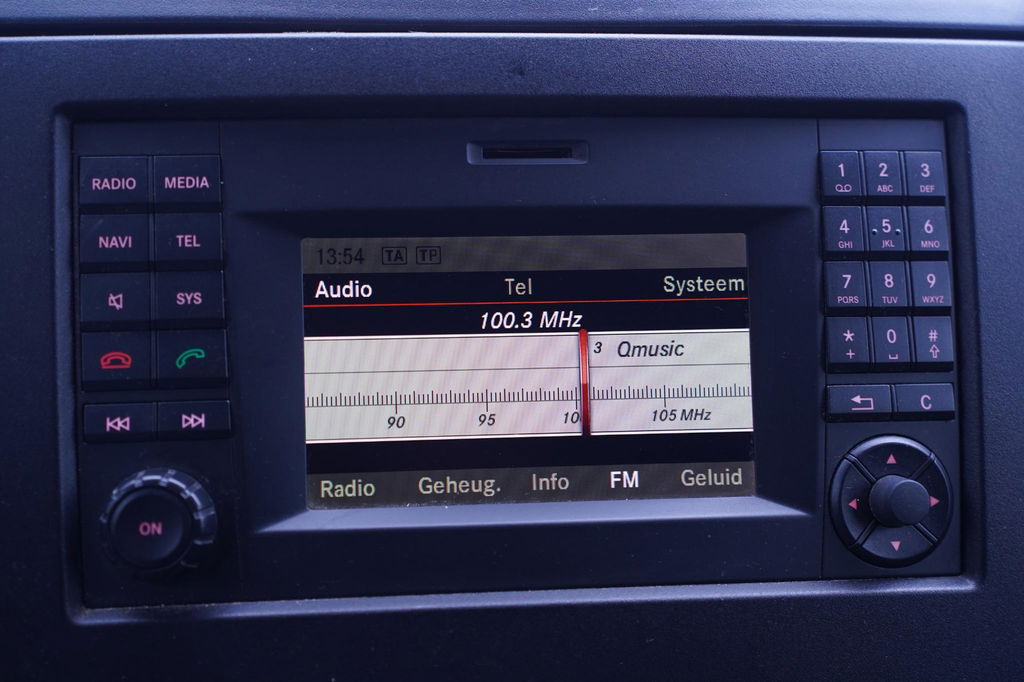 RADIO MEDIA
NAVI TEL
SYS
ON
13:54 TA TP
Audio Tel Systeem
100.3 MHz
3 Qmusic
90 95 100 105 MHz
Radio Geheug. Info FM Geluid
1 2 3
ABC DEF
4 5 6
GHI JKL MNO
7 8 9
PQRS TUV WXYZ
* 0 #
+
C